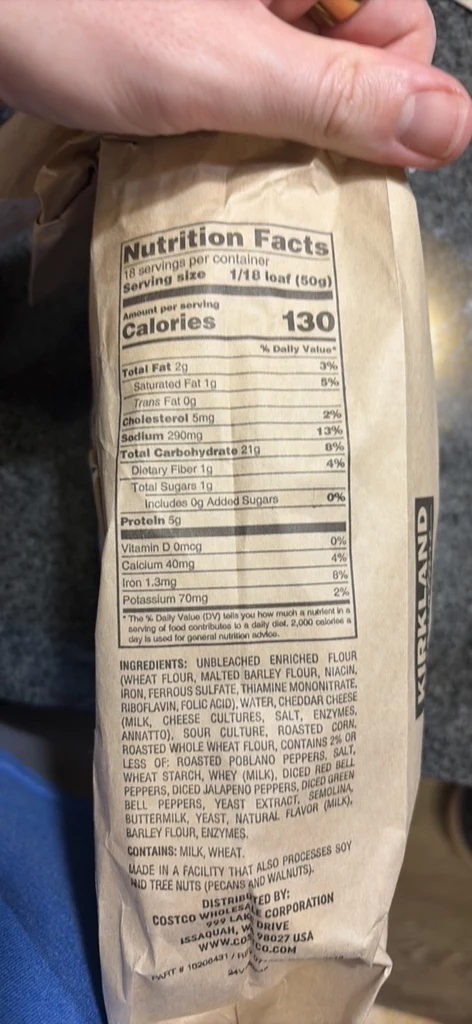 Nutrition Facts
18 servings per container
Serving size 1/18 loaf (50g)
Amount per serving
Calories 130
% Daily Value*
Total Fat 2g 3%
Saturated Fat 1g 5%
Trans Fat 0g
Cholesterol 5mg 2%
Sodium 290mg 13%
Total Carbohydrate 21g 8%
Dietary Fiber 1g 4%
Total Sugars 1g
Includes 0g Added Sugars 0%
Protein 5g
Vitamin D 0mcg 0%
Calcium 40mg 4%
Iron 1.3mg 8%
Potassium 70mg 2%
* The % Daily Value (DV) tells you how much a nutrient in a
serving of food contributes to a daily diet. 2,000 calories a
day is used for general nutrition advice.
INGREDIENTS: UNBLEACHED ENRICHED FLOUR
(WHEAT FLOUR, MALTED BARLEY FLOUR, NIACIN,
IRON, FERROUS SULFATE, THIAMINE MONONITRATE,
RIBOFLAVIN, FOLIC ACID), WATER, CHEDDAR CHEESE
(MILK, CHEESE CULTURES, SALT, ENZYMES,
ANNATTO), SOUR CULTURE, ROASTED CORN,
ROASTED WHOLE WHEAT FLOUR, CONTAINS 2% OR
LESS OF: ROASTED POBLANO PEPPERS, SALT,
WHEAT STARCH, WHEY (MILK), DICED RED BELL
PEPPERS, DICED JALAPENO PEPPERS, DICED GREEN
BELL PEPPERS, YEAST EXTRACT, SEMOLINA,
BUTTERMILK, YEAST, NATURAL FLAVOR (MILK),
BARLEY FLOUR, ENZYMES.
CONTAINS: MILK, WHEAT.
MADE IN A FACILITY THAT ALSO PROCESSES SOY
AND TREE NUTS (PECANS AND WALNUTS).
DISTRIBUTED BY:
COSTCO WHOLESALE CORPORATION
999 LAKE DRIVE
ISSAQUAH, W 98027 USA
WWW.COSTCO.COM
PART # 10200431 /
KIRKLAND